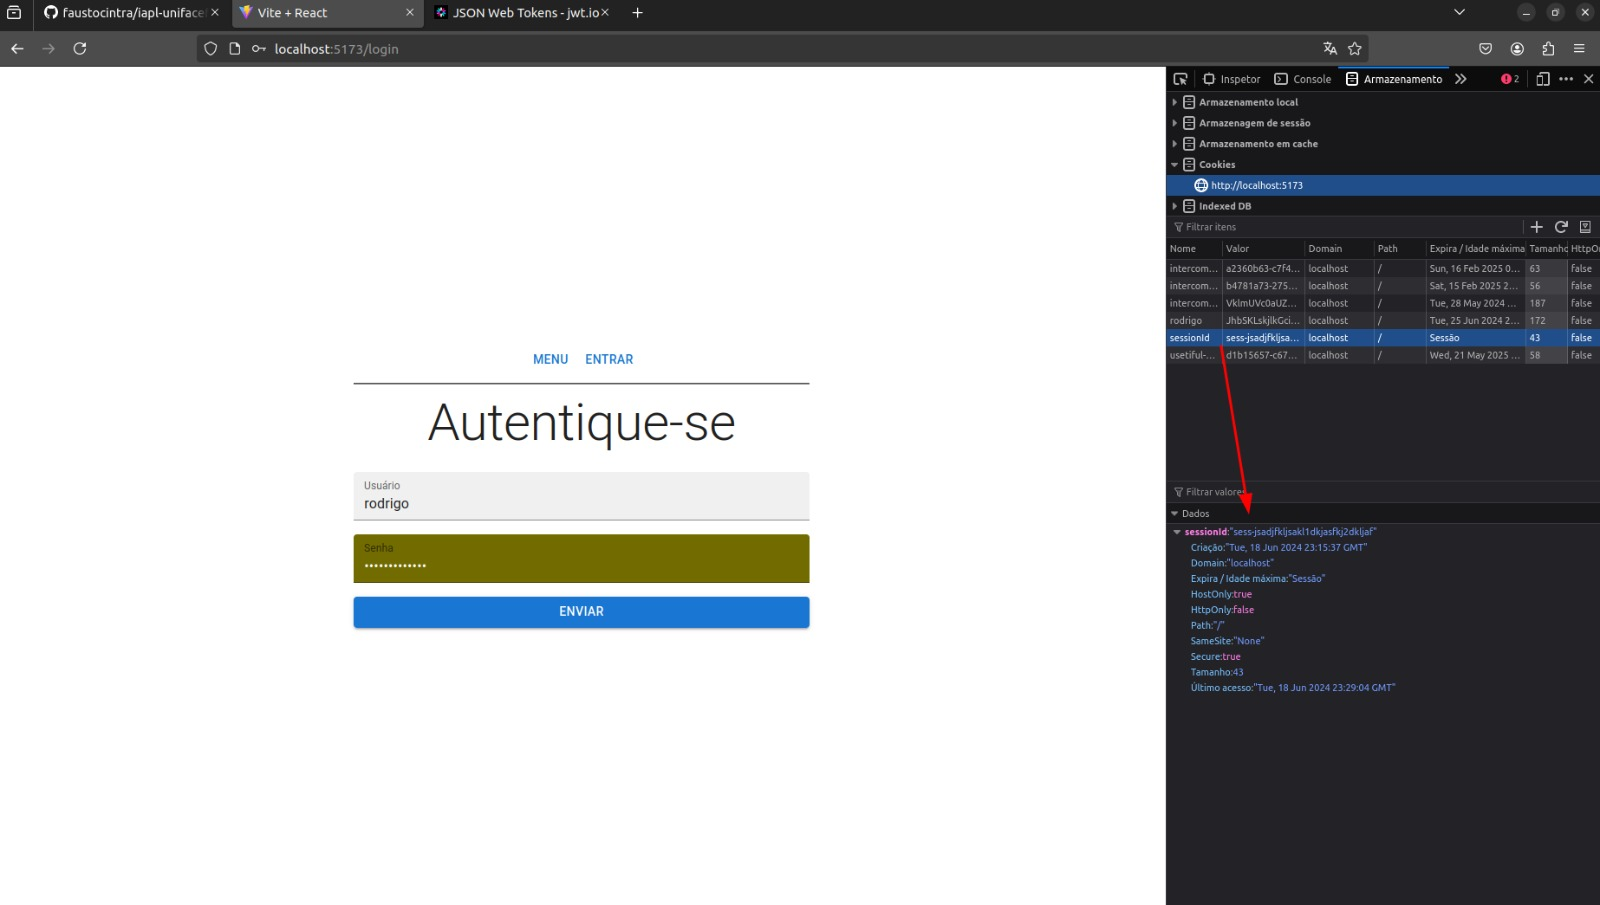 faustocintra/iapl-uniface
Vite + React
JSON Web Tokens - jwt.io
localhost:5173/login
Inspetor
Console
Armazenamento
2
Armazenamento local
Armazenagem de sessão
Armazenamento em cache
Cookies
http://localhost:5173
Indexed DB
Filtrar itens
Nome Valor Domain Path Expira / Idade máxima Tamanho HttpO
intercom... a2360b63-c7f4... localhost / Sun, 16 Feb 2025 0... 63 false
intercom... b4781a73-275... localhost / Sat, 15 Feb 2025 2... 56 false
intercom... VklmUVc0aUZ... localhost / Tue, 28 May 2024 ... 187 false
rodrigo JhbSKLskjlkGci... localhost / Tue, 25 Jun 2024 2... 172 false
sessionId sess-jsadjfkljsa... localhost / Sessão 43 false
usetiful-... d1b15657-c67... localhost / Wed, 21 May 2025 ... 58 false
MENU ENTRAR
Autentique-se
Usuário
rodrigo
Senha
•••••••••••••
ENVIAR
Filtrar valores
Dados
sessionId:"sess-jsadjfkljsakl1dkjasfkj2dkljaf"
Criação:"Tue, 18 Jun 2024 23:15:37 GMT"
Domain:"localhost"
Expira / Idade máxima:"Sessão"
HostOnly:true
HttpOnly:false
Path:"/"
SameSite:"None"
Secure:true
Tamanho:43
Último acesso:"Tue, 18 Jun 2024 23:29:04 GMT"